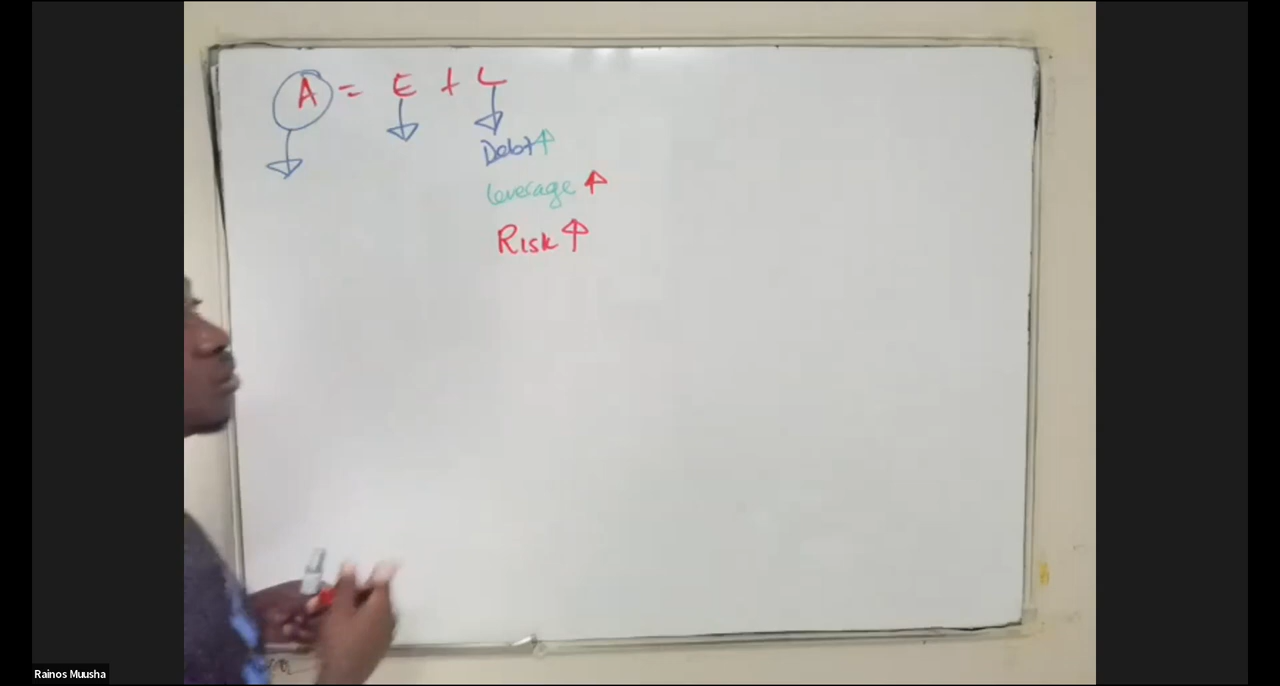 A = E + L
Debt↑
Leverage ↑
Risk ↑
Rainos Muusha